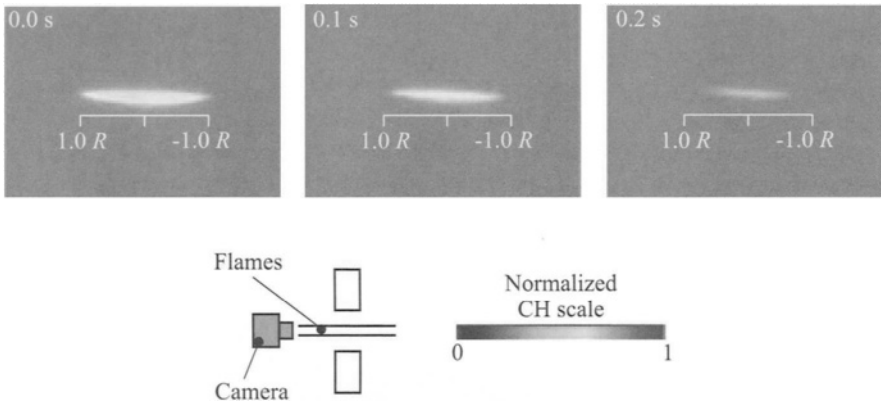 0.0 s
0.1 s
0.2 s
1.0 R
-1.0 R
1.0 R
-1.0 R
1.0 R
-1.0 R
Flames
Camera
Normalized
CH scale
0
1